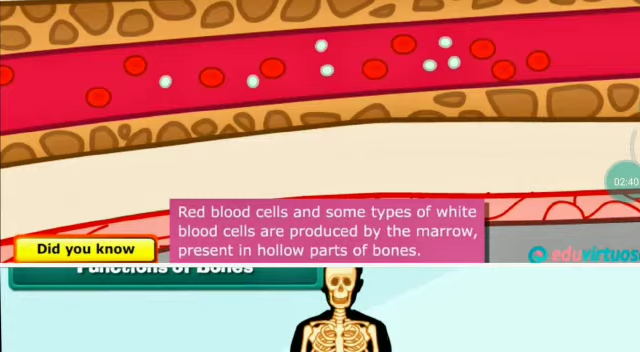 02:40
Red blood cells and some types of white
blood cells are produced by the marrow,
present in hollow parts of bones.
Did you know
eduvirtuoso
Functions of Bones